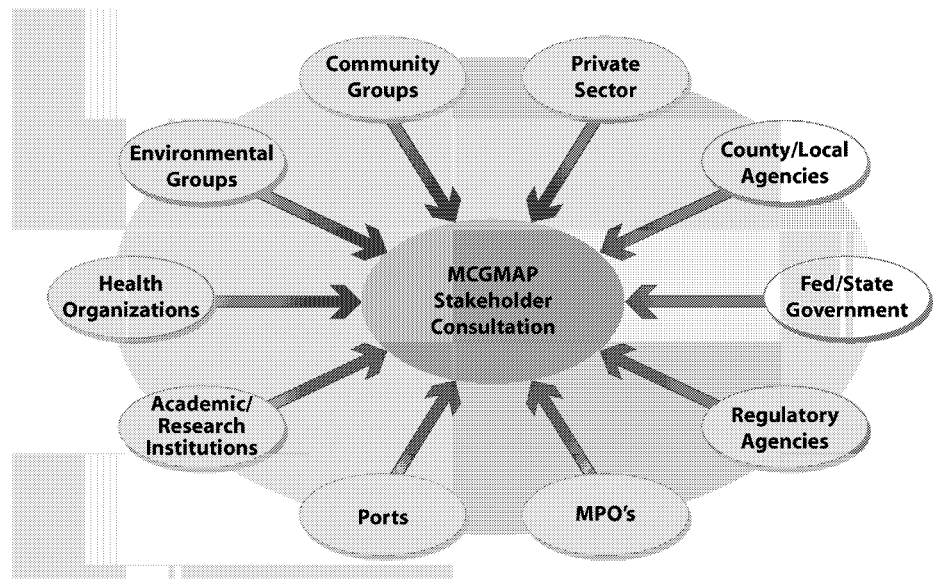 Community
Groups
Private
Sector
Environmental
Groups
County/Local
Agencies
Health
Organizations
MCGMAP
Stakeholder
Consultation
Fed/State
Government
Academic/
Research
Institutions
Regulatory
Agencies
Ports
MPO's